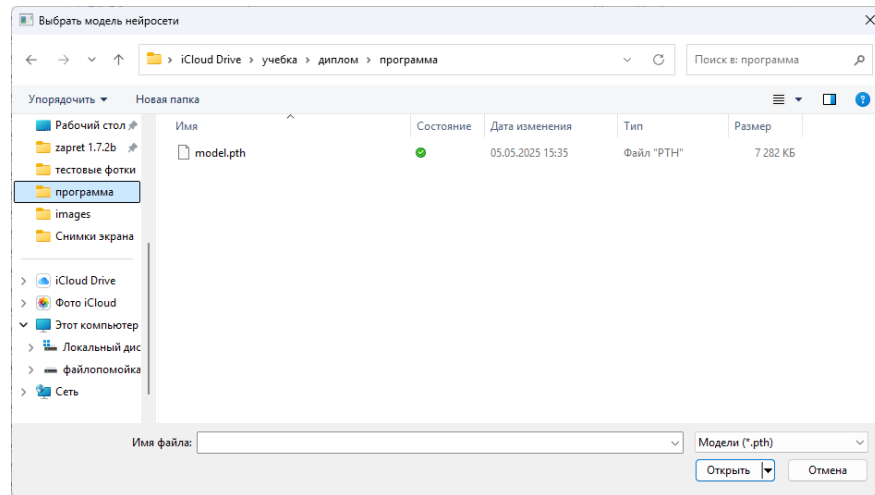 Выбрать модель нейросети
iCloud Drive › учебка › диплом › программа
Поиск в: программа
Упорядочить
Новая папка
Рабочий стол
zapret 1.7.2b
тестовые фотки
программа
images
Снимки экрана
iCloud Drive
Фото iCloud
Этот компьютер
Локальный дис
файлопомойка
Сеть
Имя Состояние Дата изменения Тип Размер
model.pth 05.05.2025 15:35 Файл "PTH" 7 282 КБ
Имя файла:
Модели (*.pth)
Открыть Отмена